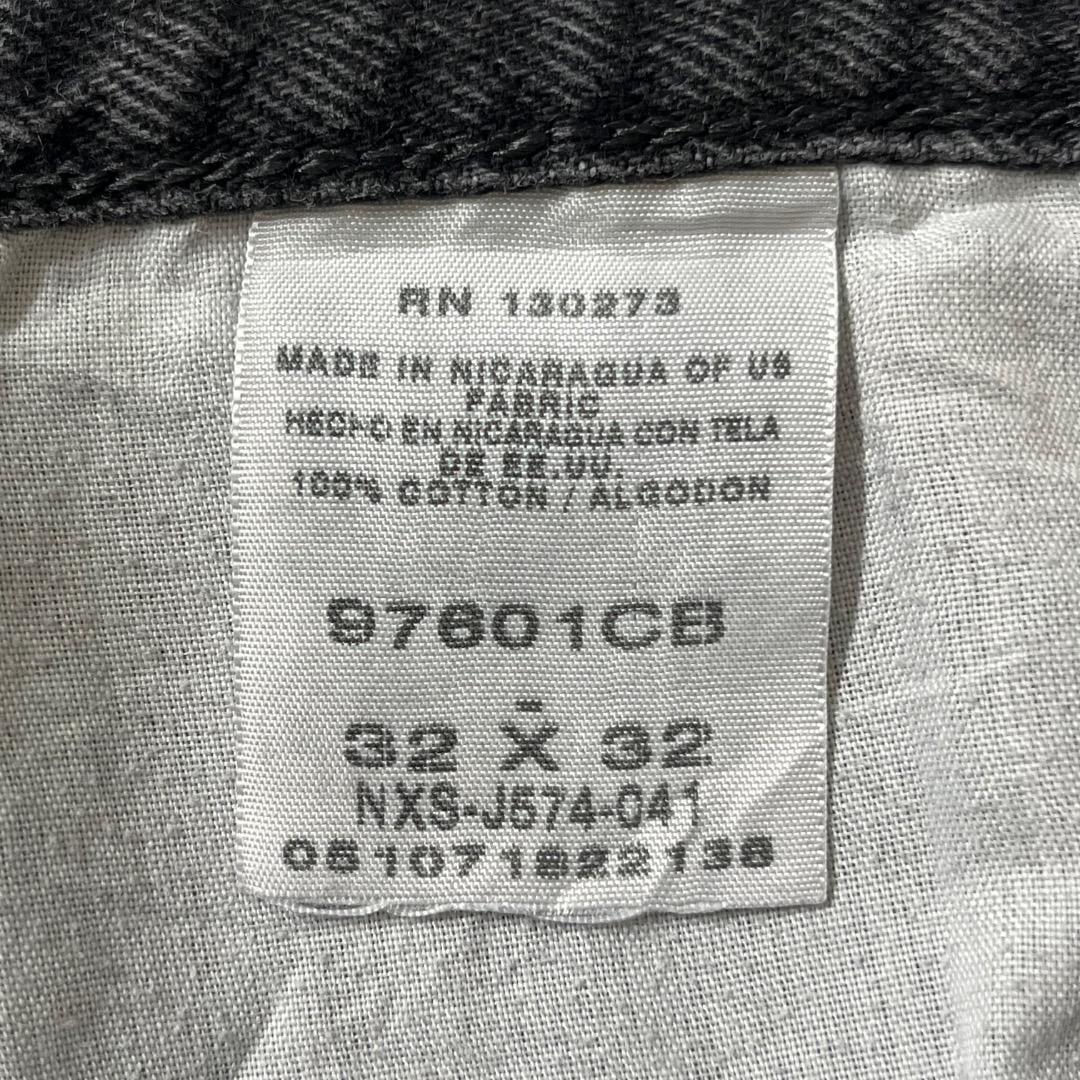 RN 130273
MADE IN NICARAGUA OF US
FABRIC
HECHO EN NICARAGUA CON TELA
DE EE.UU.
100% COTTON / ALGODON
97601CB
-
32 X 32
NXS-J574-041
081071822138